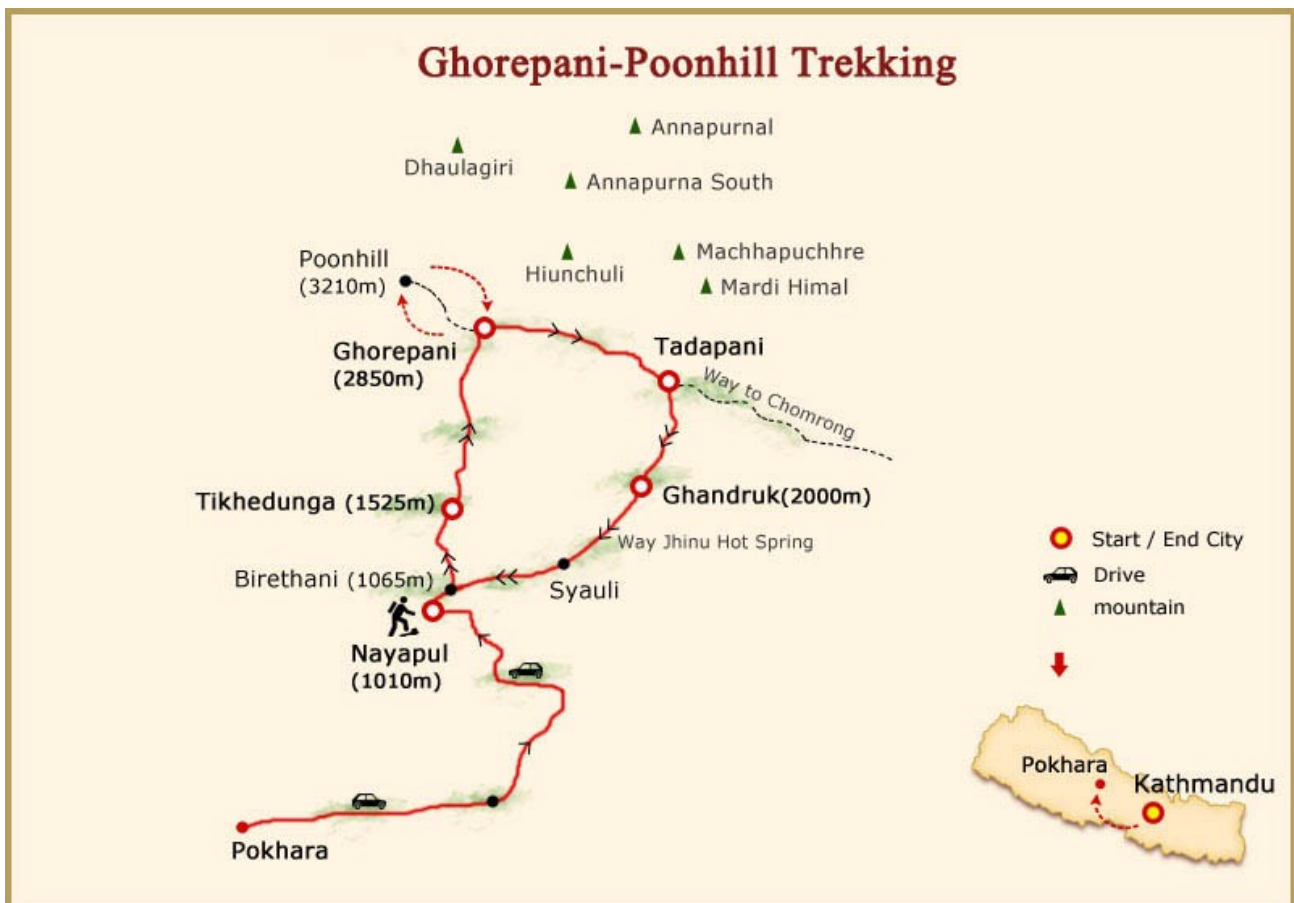 Ghorepani-Poonhill Trekking
Annapurnal
Dhaulagiri
Annapurna South
Poonhill
(3210m)
Hiunchuli
Machhapuchhre
Mardi Himal
Ghorepani
(2850m)
Tadapani
Way to Chomrong
Tikhedunga (1525m)
Ghandruk(2000m)
Way Jhinu Hot Spring
Birethani (1065m)
Syauli
Nayapul
(1010m)
Pokhara
Start / End City
Drive
mountain
Pokhara
Kathmandu